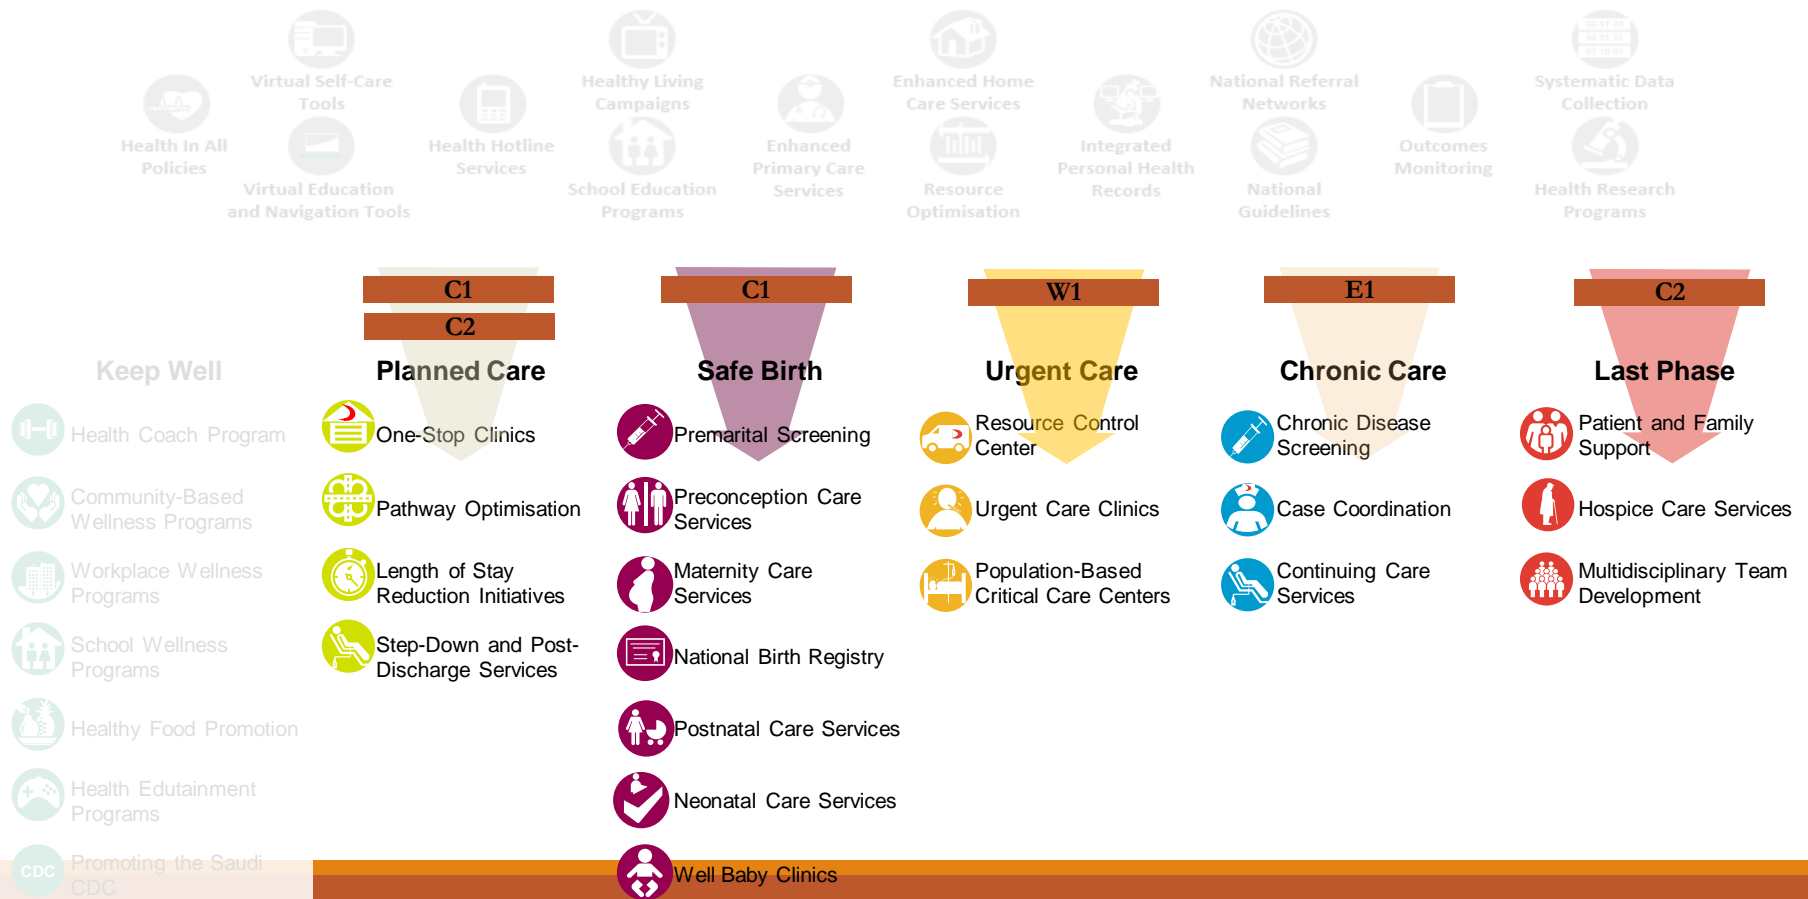 Virtual Self-Care
Tools
Healthy Living
Campaigns
Enhanced Home
Care Services
National Referral
Networks
Systematic Data
Collection
Health In All
Policies
Health Hotline
Services
Enhanced
Primary Care
Services
Integrated
Personal Health
Records
Outcomes
Monitoring
Virtual Education
and Navigation Tools
School Education
Programs
Resource
Optimisation
National
Guidelines
Health Research
Programs
C1
C2
C1
W1
E1
C2
Keep Well
Health Coach Program
Community-Based
Wellness Programs
Workplace Wellness
Programs
School Wellness
Programs
Healthy Food Promotion
Health Edutainment
Programs
CDC
Promoting the Saudi
CDC
Planned Care
One-Stop Clinics
Pathway Optimisation
Length of Stay
Reduction Initiatives
Step-Down and Post-
Discharge Services
Safe Birth
Premarital Screening
Preconception Care
Services
Maternity Care
Services
National Birth Registry
Postnatal Care Services
Neonatal Care Services
Well Baby Clinics
Urgent Care
Resource Control
Center
Urgent Care Clinics
Population-Based
Critical Care Centers
Chronic Care
Chronic Disease
Screening
Case Coordination
Continuing Care
Services
Last Phase
Patient and Family
Support
Hospice Care Services
Multidisciplinary Team
Development